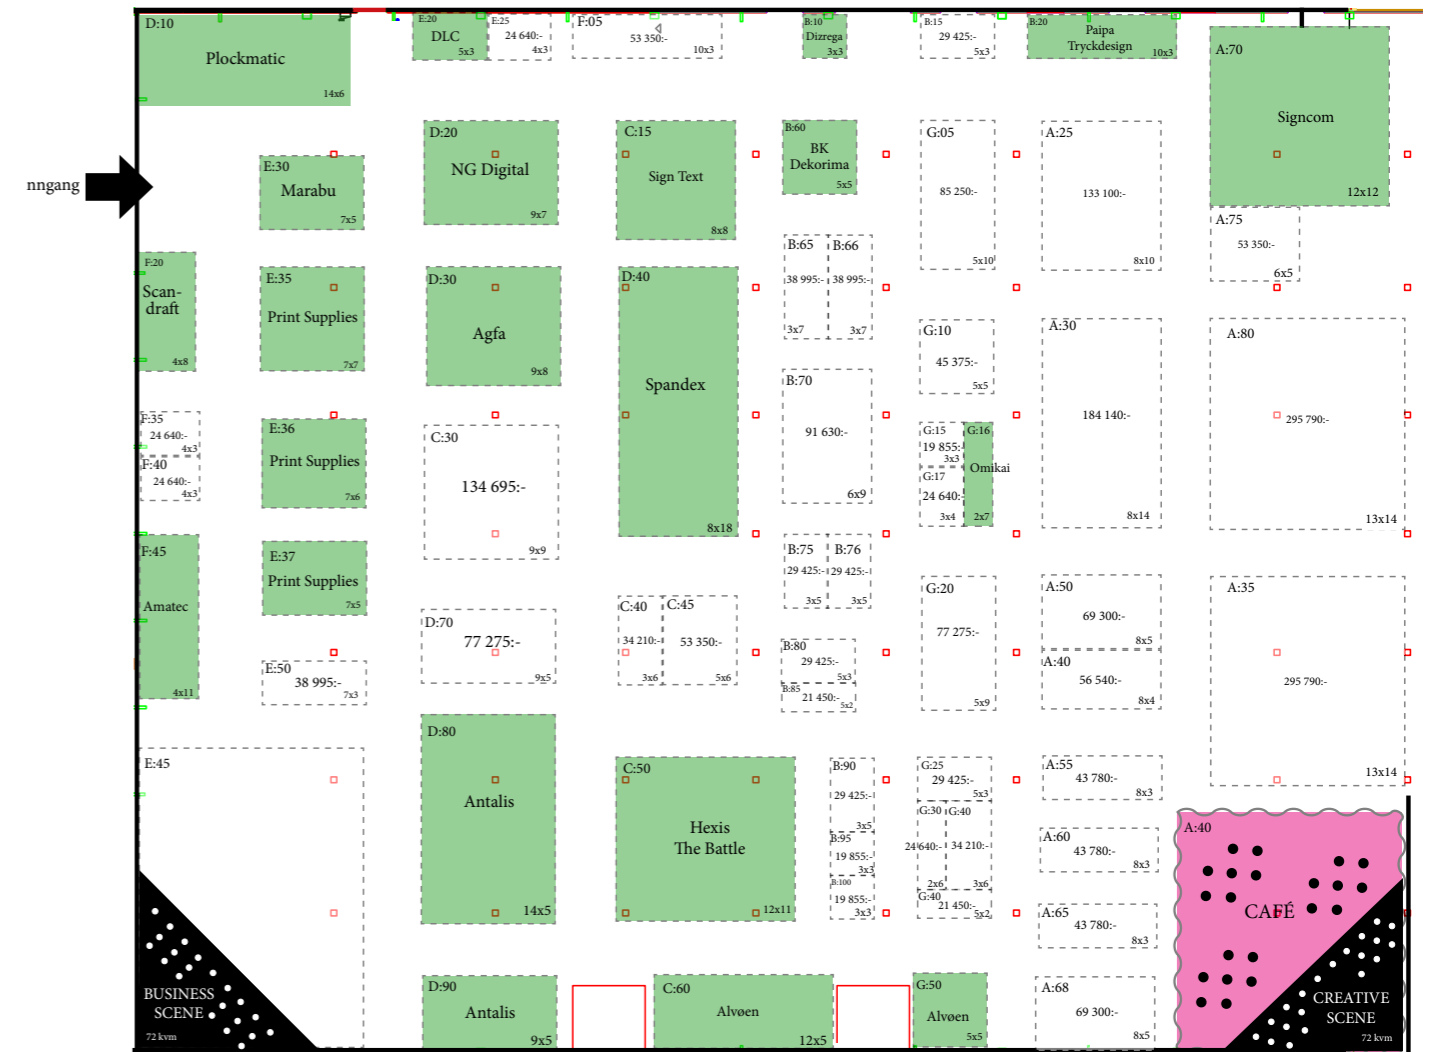 D:10
Plockmatic
14x6
E:20
DLC
5x3
E:25
24 640:-
4x3
F:05
53 350:-
10x3
B:10
Dizrega
3x3
B:15
29 425:-
5x3
B:20
Paipa
Tryckdesign
10x3
A:70
Signcom
12x12
nngang
E:30
Marabu
7x5
D:20
NG Digital
9x7
C:15
Sign Text
8x8
B:60
BK
Dekorima
5x5
G:05
85 250:-
5x10
A:25
133 100:-
8x10
A:75
53 350:-
6x5
F:20
Scan-
draft
4x8
E:35
Print Supplies
7x7
D:30
Agfa
9x8
D:40
Spandex
8x18
B:65
38 995:-
3x7
B:66
38 995:-
3x7
G:10
45 375:-
5x5
A:30
184 140:-
8x14
A:80
295 790:-
13x14
F:35
24 640:-
4x3
F:40
24 640:-
4x3
E:36
Print Supplies
7x6
C:30
134 695:-
9x9
B:70
91 630:-
6x9
G:15
19 855:-
3x3
G:16
Omikai
2x7
G:17
24 640:-
3x4
F:45
Amatec
4x11
E:37
Print Supplies
7x5
B:75
29 425:-
3x5
B:76
29 425:-
3x5
G:20
77 275:-
5x9
A:50
69 300:-
8x5
A:35
295 790:-
13x14
D:70
77 275:-
9x5
C:40
34 210:-
3x6
C:45
53 350:-
5x6
B:80
29 425:-
5x3
B:85
21 450:-
5x2
A:40
56 540:-
8x4
E:50
38 995:-
7x3
E:45
D:80
Antalis
14x5
C:50
Hexis
The Battle
12x11
B:90
29 425:-
3x5
B:95
19 855:-
3x3
B:100
19 855:-
3x3
G:25
29 425:-
5x3
G:30
24 640:-
2x6
G:40
34 210:-
3x6
G:40
21 450:-
5x2
A:55
43 780:-
8x3
A:60
43 780:-
8x3
A:65
43 780:-
8x3
A:40
CAFÉ
BUSINESS
SCENE
72 kvm
D:90
Antalis
9x5
C:60
Alvøen
12x5
G:50
Alvøen
5x5
A:68
69 300:-
8x5
CREATIVE
SCENE
72 kvm